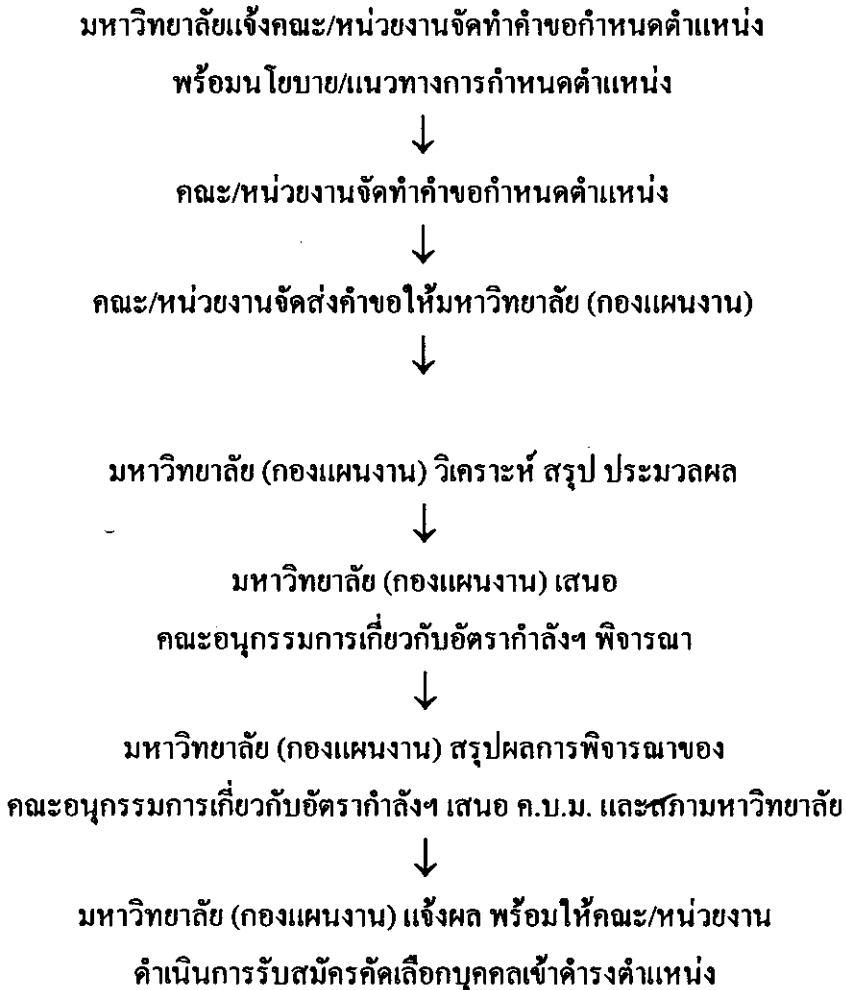 มหาวิทยาลัยแจ้งคณะ/หน่วยงานจัดทำคำขอกำหนดตำแหน่ง
พร้อมนโยบาย/แนวทางการกำหนดตำแหน่ง
↓
คณะ/หน่วยงานจัดทำคำขอกำหนดตำแหน่ง
↓
คณะ/หน่วยงานจัดส่งคำขอให้มหาวิทยาลัย (กองแผนงาน)
↓
มหาวิทยาลัย (กองแผนงาน) วิเคราะห์ สรุป ประมวลผล
↓
มหาวิทยาลัย (กองแผนงาน) เสนอ
คณะอนุกรรมการเกี่ยวกับอัตรากำลังฯ พิจารณา
↓
มหาวิทยาลัย (กองแผนงาน) สรุปผลการพิจารณาของ
คณะอนุกรรมการเกี่ยวกับอัตรากำลังฯ เสนอ ค.บ.ม. และสภามหาวิทยาลัย
↓
มหาวิทยาลัย (กองแผนงาน) แจ้งผล พร้อมให้คณะ/หน่วยงาน
ดำเนินการรับสมัครคัดเลือกบุคคลเข้าดำรงตำแหน่ง